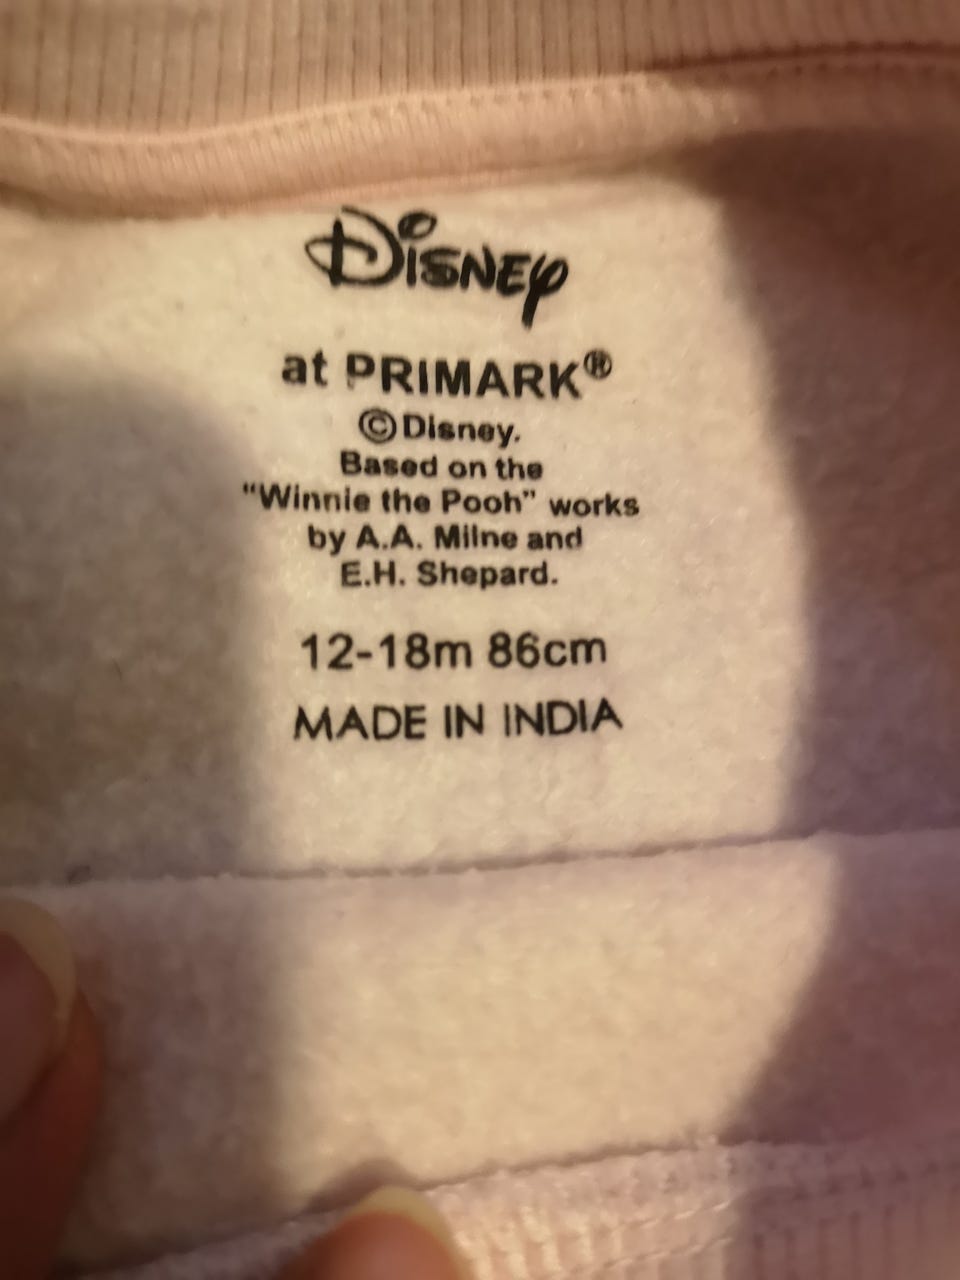 Disney
at PRIMARK®
©Disney.
Based on the
"Winnie the Pooh" works
by A.A. Milne and
E.H. Shepard.
12-18m 86cm
MADE IN INDIA